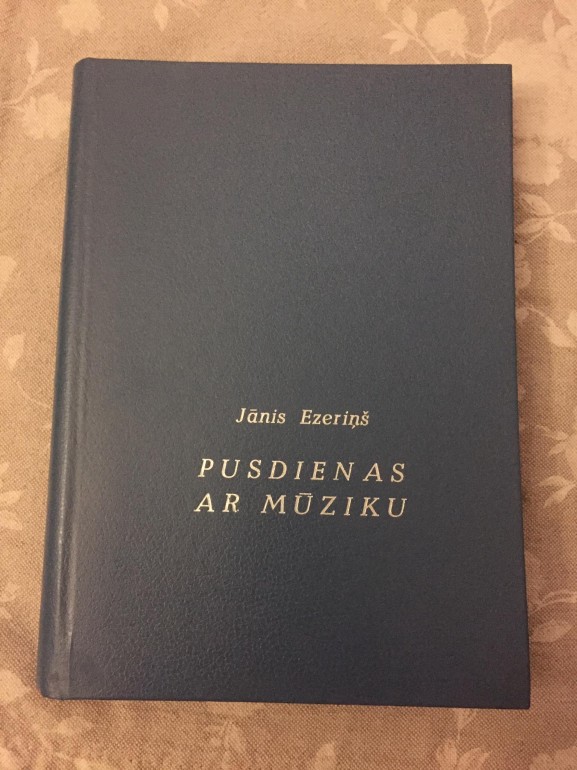 Jānis Ezeriņš
PUSDIENAS
AR MŪZIKU